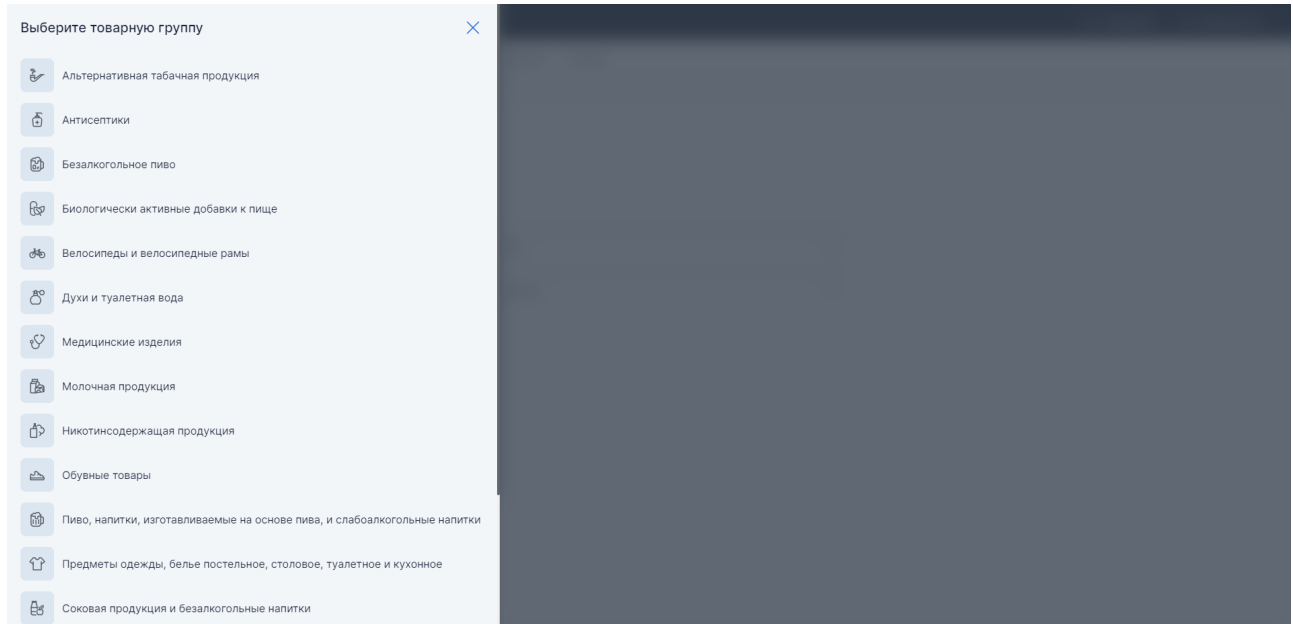 Выберите товарную группу
Альтернативная табачная продукция
Антисептики
Безалкогольное пиво
Биологически активные добавки к пище
Велосипеды и велосипедные рамы
Духи и туалетная вода
Медицинские изделия
Молочная продукция
Никотинсодержащая продукция
Обувные товары
Пиво, напитки, изготавливаемые на основе пива, и слабоалкогольные напитки
Предметы одежды, белье постельное, столовое, туалетное и кухонное
Соковая продукция и безалкогольные напитки